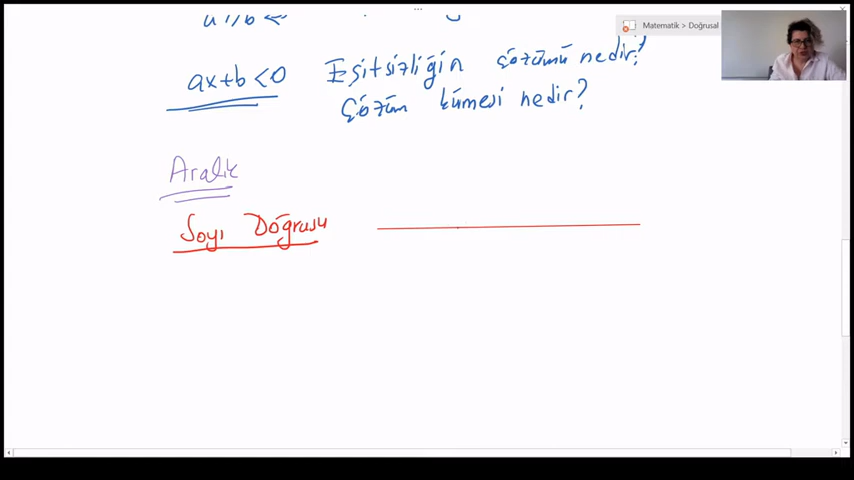 Matematik > Doğrusal
ax+b<0 Eşitsizliğin çözümü nedir?
Çözüm kümesi nedir?
Aralık
Sayı Doğrusu